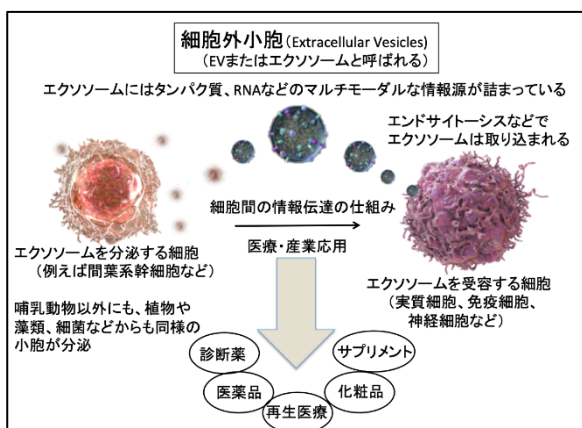 細胞外小胞(Extracellular Vesicles)
(EVまたはエクソソームと呼ばれる)
エクソソームにはタンパク質、RNAなどのマルチモーダルな情報源が詰まっている
エンドサイトーシスなどで
エクソソームは取り込まれる
細胞間の情報伝達の仕組み
医療・産業応用
エクソソームを分泌する細胞
(例えば間葉系幹細胞など)
エクソソームを受容する細胞
(実質細胞、免疫細胞、
神経細胞など)
哺乳動物以外にも、植物や
藻類、細菌などからも同様の
小胞が分泌
診断薬
サプリメント
医薬品
化粧品
再生医療